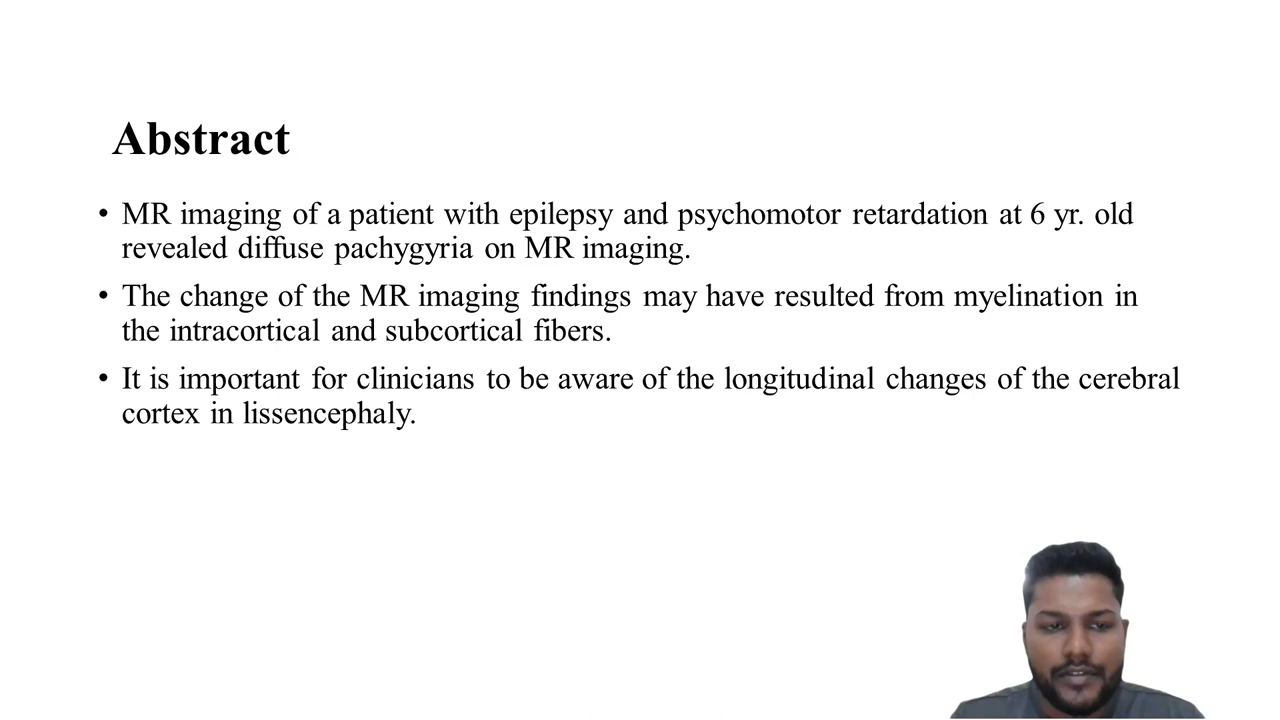 Abstract
• MR imaging of a patient with epilepsy and psychomotor retardation at 6 yr. old
revealed diffuse pachygyria on MR imaging.
• The change of the MR imaging findings may have resulted from myelination in
the intracortical and subcortical fibers.
• It is important for clinicians to be aware of the longitudinal changes of the cerebral
cortex in lissencephaly.